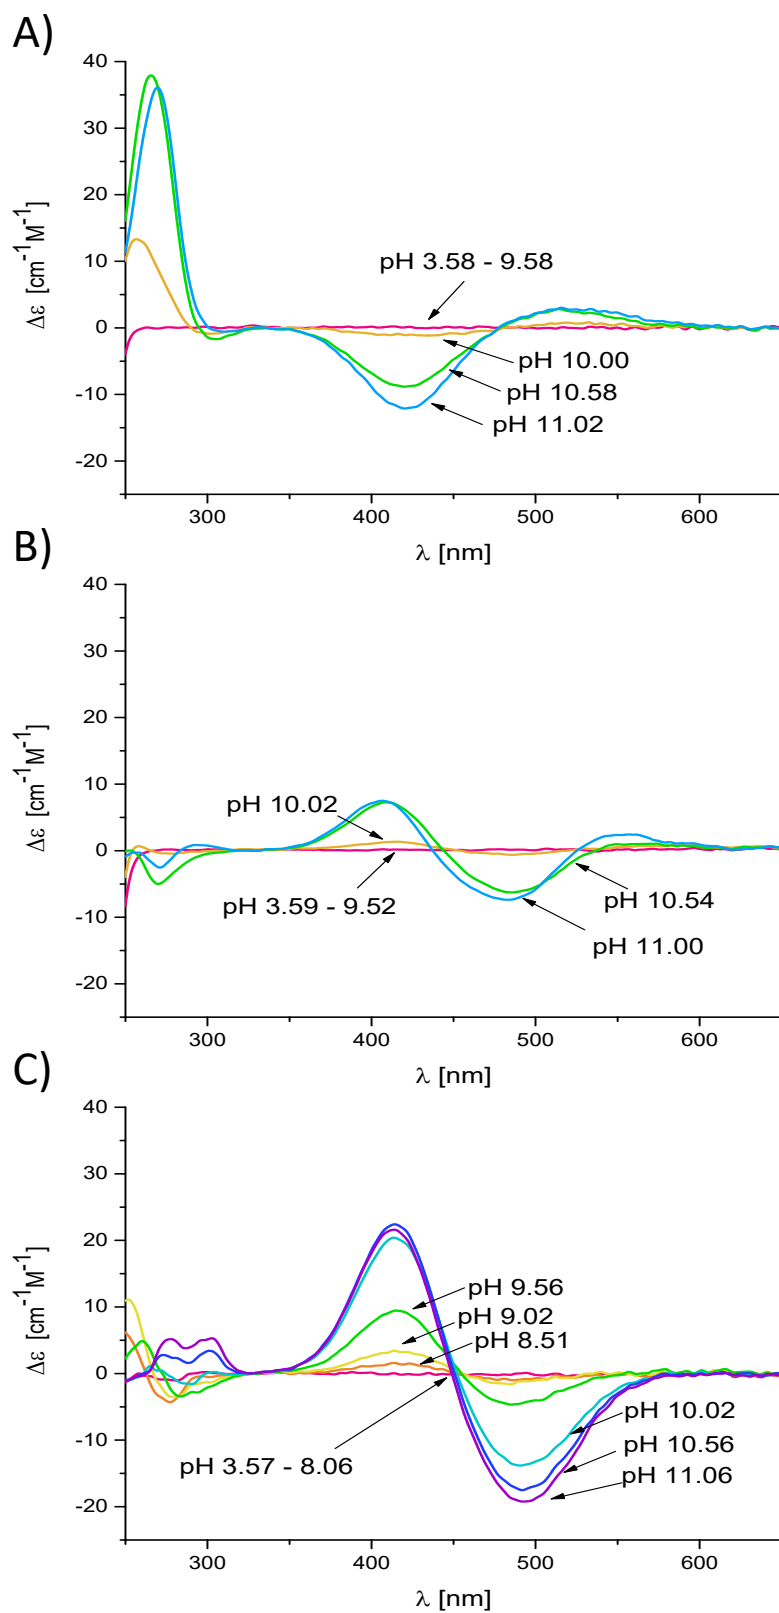 A)
40
30
20
10
0
-10
-20
Δε [cm⁻¹M⁻¹]
pH 3.58 - 9.58
pH 10.00
pH 10.58
pH 11.02
300 400 500 600
λ [nm]
B)
40
30
20
10
0
-10
-20
Δε [cm⁻¹M⁻¹]
pH 10.02
pH 3.59 - 9.52
pH 10.54
pH 11.00
300 400 500 600
λ [nm]
C)
40
30
20
10
0
-10
-20
Δε [cm⁻¹M⁻¹]
pH 9.56
pH 9.02
pH 8.51
pH 10.02
pH 3.57 - 8.06
pH 10.56
pH 11.06
300 400 500 600
λ [nm]